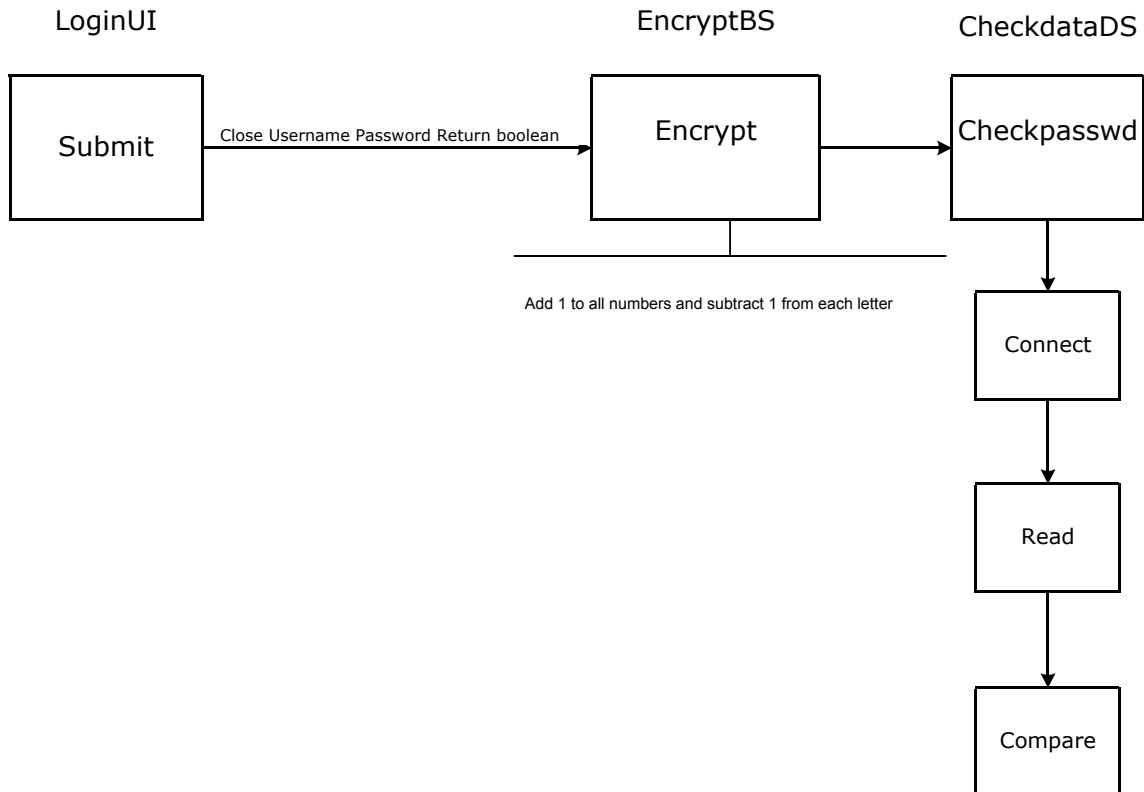 LoginUI
EncryptBS
CheckdataDS
Submit
Close Username Password Return boolean
Encrypt
Checkpasswd
Add 1 to all numbers and subtract 1 from each letter
Connect
Read
Compare